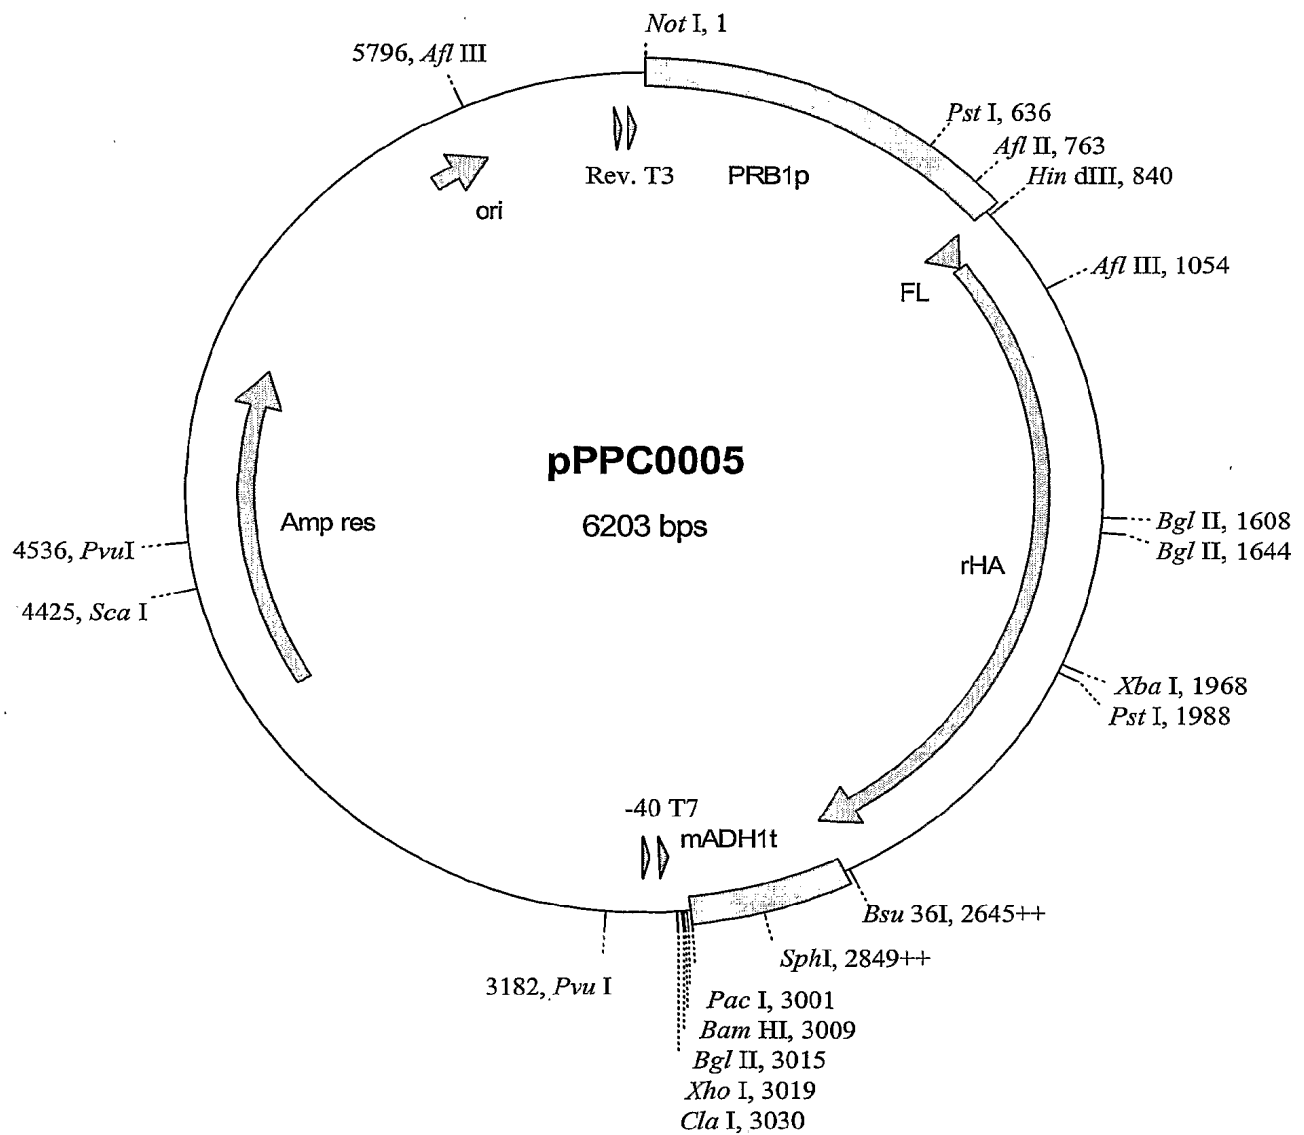 Not I, 1
5796, Afl III
Pst I, 636
Afl II, 763
Hin dIII, 840
Rev. T3
PRB1p
ori
Afl III, 1054
FL
pPPC0005
6203 bps
Amp res
Bgl II, 1608
Bgl II, 1644
4536, PvuI
rHA
4425, Sca I
Xba I, 1968
Pst I, 1988
-40 T7
mADH1t
Bsu 36I, 2645++
SphI, 2849++
3182, Pvu I
Pac I, 3001
Bam HI, 3009
Bgl II, 3015
Xho I, 3019
Cla I, 3030